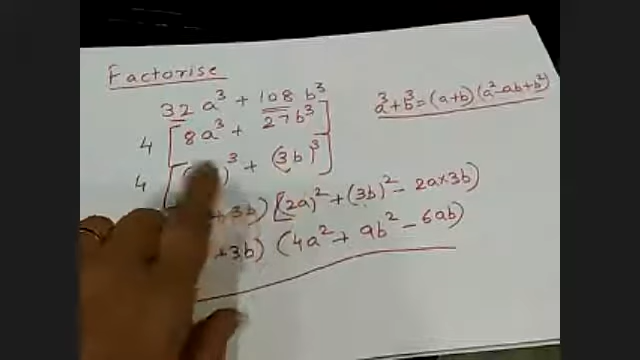 Factorise
32 a³ + 108 b³
a³+b³=(a+b)(a²-ab+b²)
4 [8a³ + 27b³]
4 [( )³ + (3b)³]
+3b) [(2a)²+(3b)²- 2a×3b)
+3b) (4a²+ 9b² - 6ab)